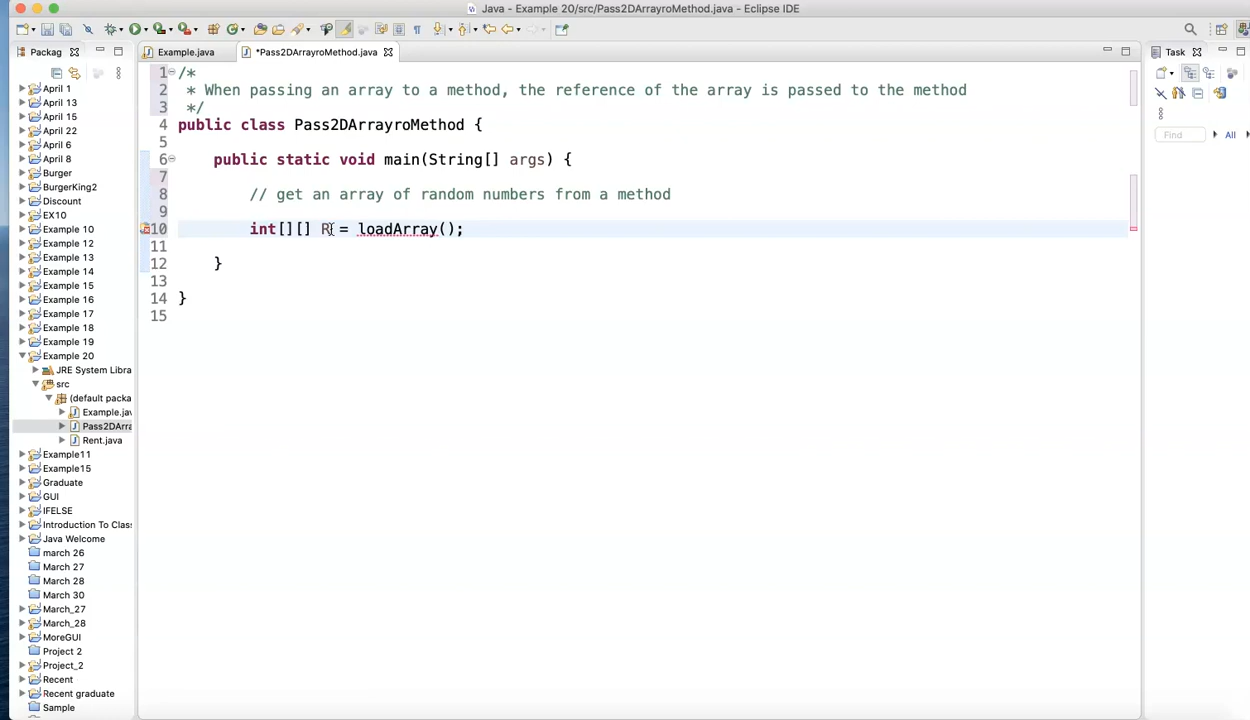 Java - Example 20/src/Pass2DArrayroMethod.java - Eclipse IDE
Packag
Example.java
*Pass2DArrayroMethod.java
Task
Find
All
April 1
April 13
April 15
April 22
April 6
April 8
Burger
BurgerKing2
Discount
EX10
Example 10
Example 12
Example 13
Example 14
Example 15
Example 16
Example 17
Example 18
Example 19
Example 20
JRE System Libra
src
(default packa
Example.jav
Pass2DArra
Rent.java
Example11
Example15
Graduate
GUI
IFELSE
Introduction To Class
Java Welcome
march 26
March 27
March 28
March 30
March_27
March_28
MoreGUI
Project 2
Project_2
Recent
Recent graduate
Sample
1 /*
2 * When passing an array to a method, the reference of the array is passed to the method
3 */
4 public class Pass2DArrayroMethod {
5
6 public static void main(String[] args) {
7
8 // get an array of random numbers from a method
9
10 int[][] R = loadArray();
11
12 }
13
14 }
15